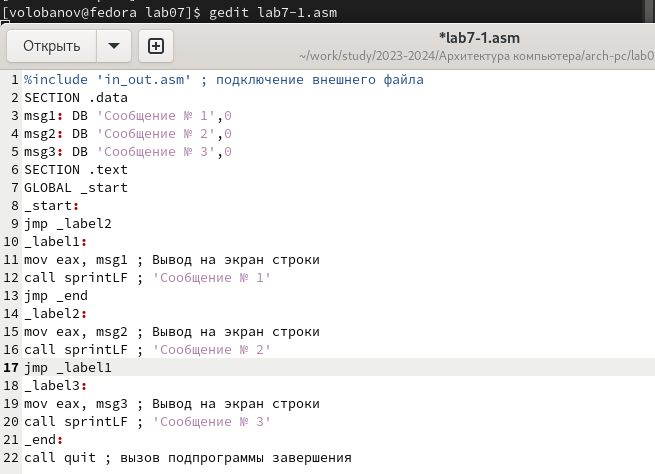 [volobanov@fedora lab07]$ gedit lab7-1.asm
Открыть
*lab7-1.asm
~/work/study/2023-2024/Архитектура компьютера/arch-pc/lab0
1 %include 'in_out.asm' ; подключение внешнего файла
2 SECTION .data
3 msg1: DB 'Сообщение № 1',0
4 msg2: DB 'Сообщение № 2',0
5 msg3: DB 'Сообщение № 3',0
6 SECTION .text
7 GLOBAL _start
8 _start:
9 jmp _label2
10 _label1:
11 mov eax, msg1 ; Вывод на экран строки
12 call sprintLF ; 'Сообщение № 1'
13 jmp _end
14 _label2:
15 mov eax, msg2 ; Вывод на экран строки
16 call sprintLF ; 'Сообщение № 2'
17 jmp _label1
18 _label3:
19 mov eax, msg3 ; Вывод на экран строки
20 call sprintLF ; 'Сообщение № 3'
21 _end:
22 call quit ; вызов подпрограммы завершения